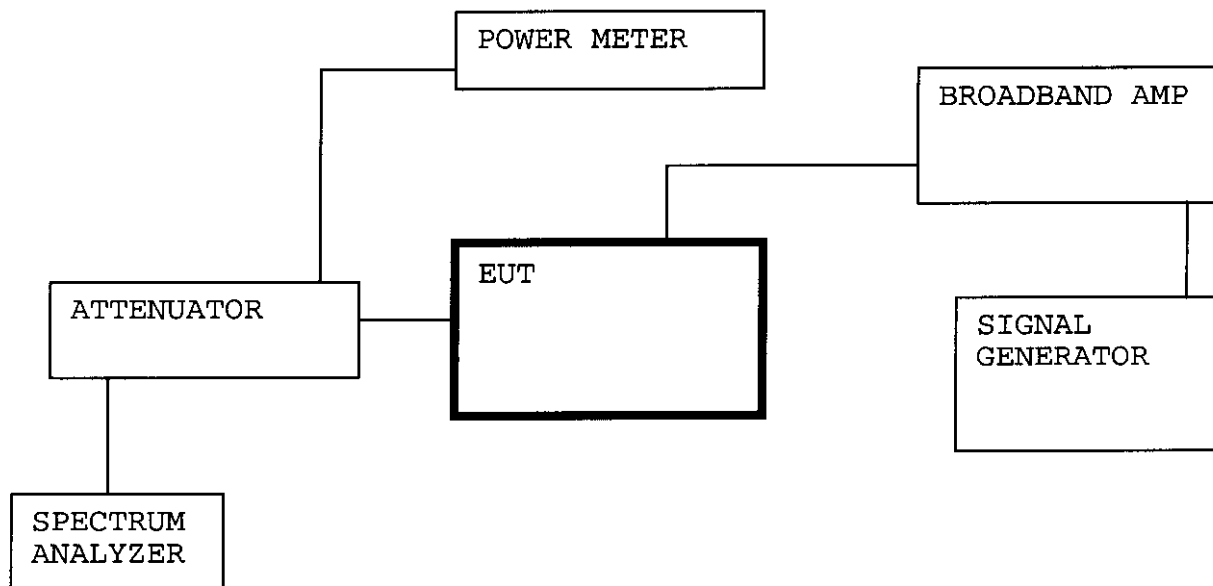 POWER METER
BROADBAND AMP
EUT
ATTENUATOR
SIGNAL
GENERATOR
SPECTRUM
ANALYZER